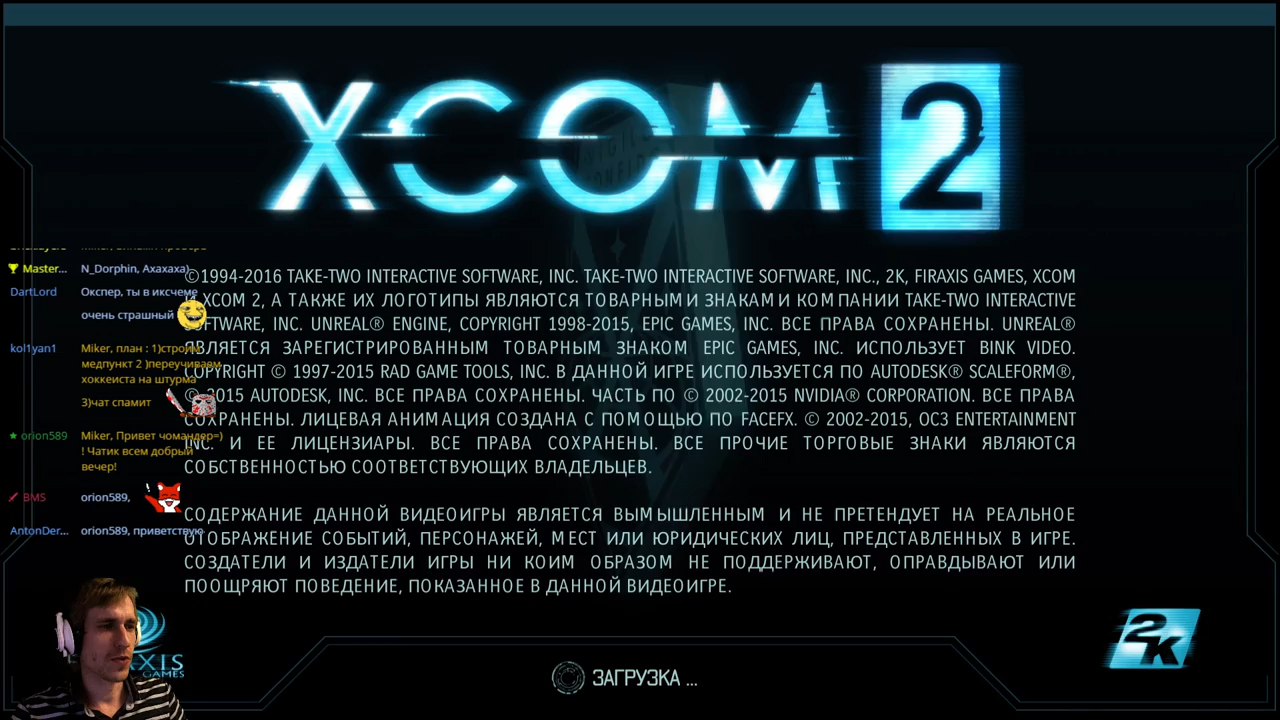 XCOM 2
Miker,
Master... N_Dorphin, Ахахаха)
DartLord Окспер, ты в иксчеме
очень страшный
kol1yan1 Miker, план : 1)строим
медпункт 2 )переучиваем
хоккеиста на штурма
3)чат спамит
orion589 Miker, Привет чомандер=)
! Чатик всем добрый
вечер!
BMS orion589,
AntonDer... orion589, приветствую
©1994-2016 TAKE-TWO INTERACTIVE SOFTWARE, INC. TAKE-TWO INTERACTIVE SOFTWARE, INC., 2K, FIRAXIS GAMES, XCOM
И XCOM 2, А ТАКЖЕ ИХ ЛОГОТИПЫ ЯВЛЯЮТСЯ ТОВАРНЫМИ ЗНАКАМИ КОМПАНИИ TAKE-TWO INTERACTIVE
SOFTWARE, INC. UNREAL® ENGINE, COPYRIGHT 1998-2015, EPIC GAMES, INC. ВСЕ ПРАВА СОХРАНЕНЫ. UNREAL®
ЯВЛЯЕТСЯ ЗАРЕГИСТРИРОВАННЫМ ТОВАРНЫМ ЗНАКОМ EPIC GAMES, INC. ИСПОЛЬЗУЕТ BINK VIDEO.
COPYRIGHT © 1997-2015 RAD GAME TOOLS, INC. В ДАННОЙ ИГРЕ ИСПОЛЬЗУЕТСЯ ПО AUTODESK® SCALEFORM®,
© 2015 AUTODESK, INC. ВСЕ ПРАВА СОХРАНЕНЫ. ЧАСТЬ ПО © 2002-2015 NVIDIA® CORPORATION. ВСЕ ПРАВА
СОХРАНЕНЫ. ЛИЦЕВАЯ АНИМАЦИЯ СОЗДАНА С ПОМОЩЬЮ ПО FACEFX. © 2002-2015, OC3 ENTERTAINMENT
INC. И ЕЕ ЛИЦЕНЗИАРЫ. ВСЕ ПРАВА СОХРАНЕНЫ. ВСЕ ПРОЧИЕ ТОРГОВЫЕ ЗНАКИ ЯВЛЯЮТСЯ
СОБСТВЕННОСТЬЮ СООТВЕТСТВУЮЩИХ ВЛАДЕЛЬЦЕВ.
СОДЕРЖАНИЕ ДАННОЙ ВИДЕОИГРЫ ЯВЛЯЕТСЯ ВЫМЫШЛЕННЫМ И НЕ ПРЕТЕНДУЕТ НА РЕАЛЬНОЕ
ОТОБРАЖЕНИЕ СОБЫТИЙ, ПЕРСОНАЖЕЙ, МЕСТ ИЛИ ЮРИДИЧЕСКИХ ЛИЦ, ПРЕДСТАВЛЕННЫХ В ИГРЕ.
СОЗДАТЕЛИ И ИЗДАТЕЛИ ИГРЫ НИ КОИМ ОБРАЗОМ НЕ ПОДДЕРЖИВАЮТ, ОПРАВДЫВАЮТ ИЛИ
ПООЩРЯЮТ ПОВЕДЕНИЕ, ПОКАЗАННОЕ В ДАННОЙ ВИДЕОИГРЕ.
GAMES
2K
ЗАГРУЗКА ...